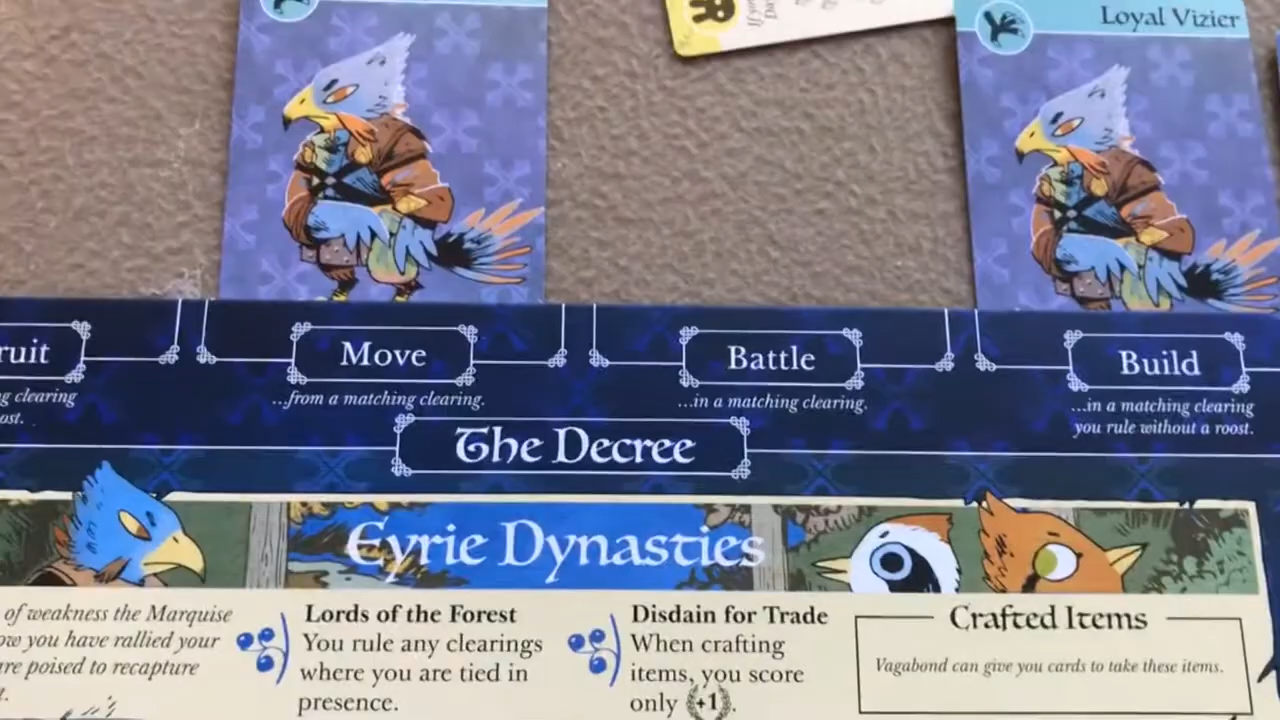 Loyal Vizier
ruit
Move
Battle
Build
g clearing
ost.
...from a matching clearing.
...in a matching clearing.
...in a matching clearing
you rule without a roost.
The Decree
Eyrie Dynasties
of weakness the Marquise
ow you have rallied your
re poised to recapture
Lords of the Forest
You rule any clearings
where you are tied in
presence.
Disdain for Trade
When crafting
items, you score
only +1.
Crafted Items
Vagabond can give you cards to take these items.